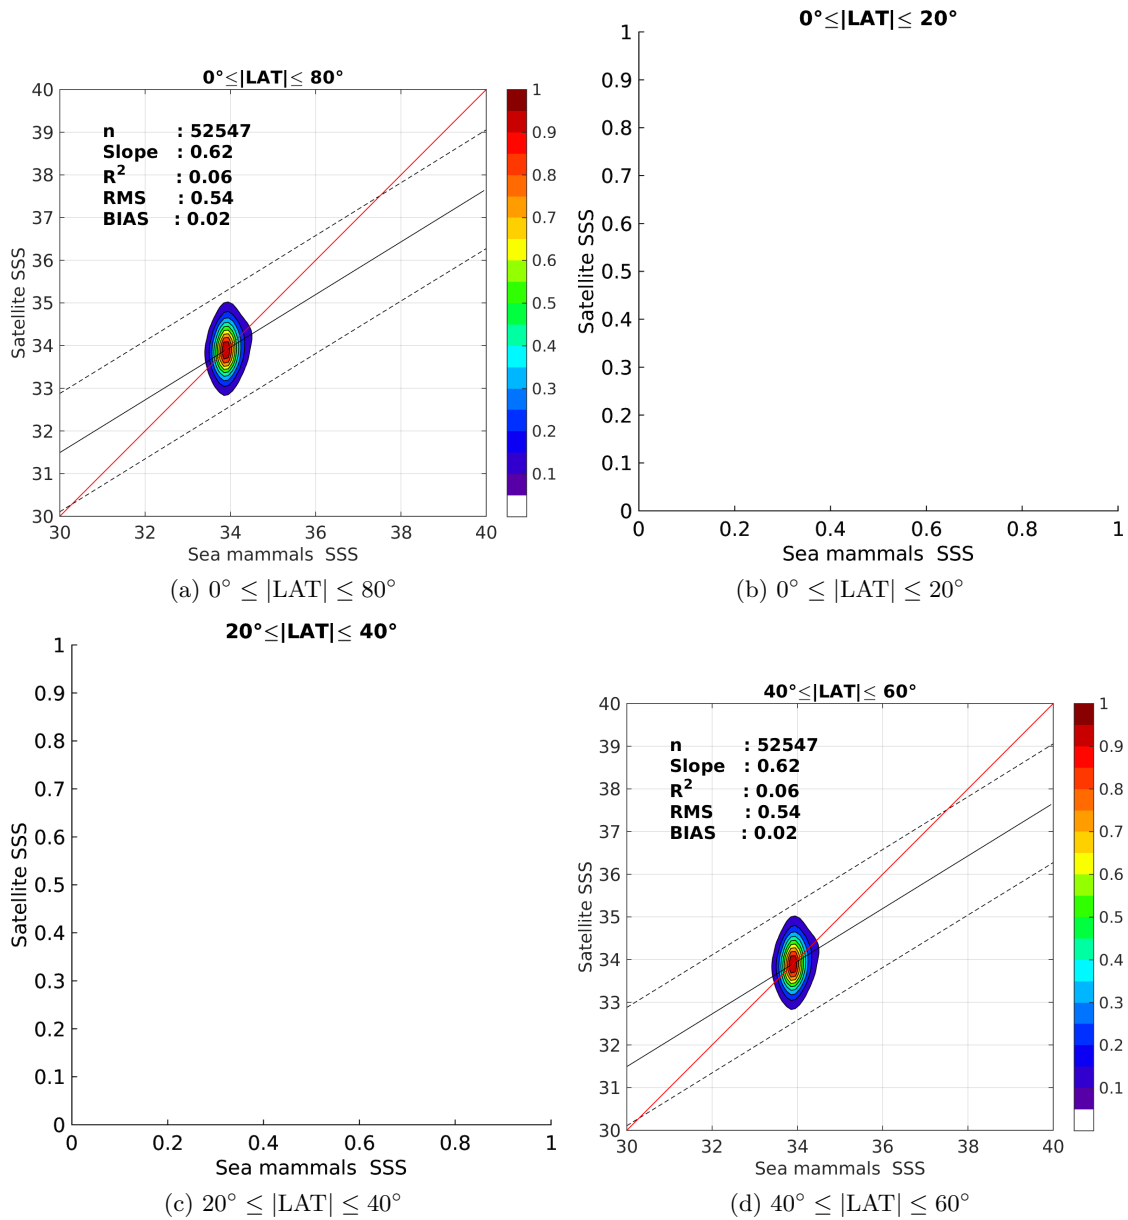 0°≤|LAT|≤ 80°
40
39
38
37
36
35
34
33
32
31
30
n : 52547
Slope : 0.62
R2 : 0.06
RMS : 0.54
BIAS : 0.02
30 32 34 36 38 40
Satellite SSS
Sea mammals SSS
1
0.9
0.8
0.7
0.6
0.5
0.4
0.3
0.2
0.1
(a) 0° ≤ |LAT| ≤ 80°
0°≤|LAT|≤ 20°
1
0.9
0.8
0.7
0.6
0.5
0.4
0.3
0.2
0.1
0
0 0.2 0.4 0.6 0.8 1
Satellite SSS
Sea mammals SSS
(b) 0° ≤ |LAT| ≤ 20°
20°≤|LAT|≤ 40°
1
0.9
0.8
0.7
0.6
0.5
0.4
0.3
0.2
0.1
0
0 0.2 0.4 0.6 0.8 1
Satellite SSS
Sea mammals SSS
(c) 20° ≤ |LAT| ≤ 40°
40°≤|LAT|≤ 60°
40
39
38
37
36
35
34
33
32
31
30
n : 52547
Slope : 0.62
R2 : 0.06
RMS : 0.54
BIAS : 0.02
30 32 34 36 38 40
Satellite SSS
Sea mammals SSS
1
0.9
0.8
0.7
0.6
0.5
0.4
0.3
0.2
0.1
(d) 40° ≤ |LAT| ≤ 60°